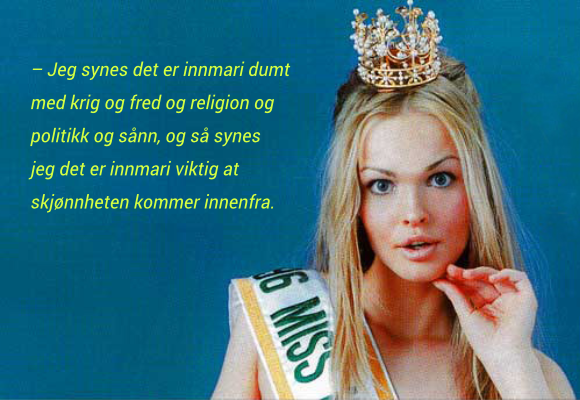 – Jeg synes det er innmari dumt
med krig og fred og religion og
politikk og sånn, og så synes
jeg det er innmari viktig at
skjønnheten kommer innenfra.
96 MISS